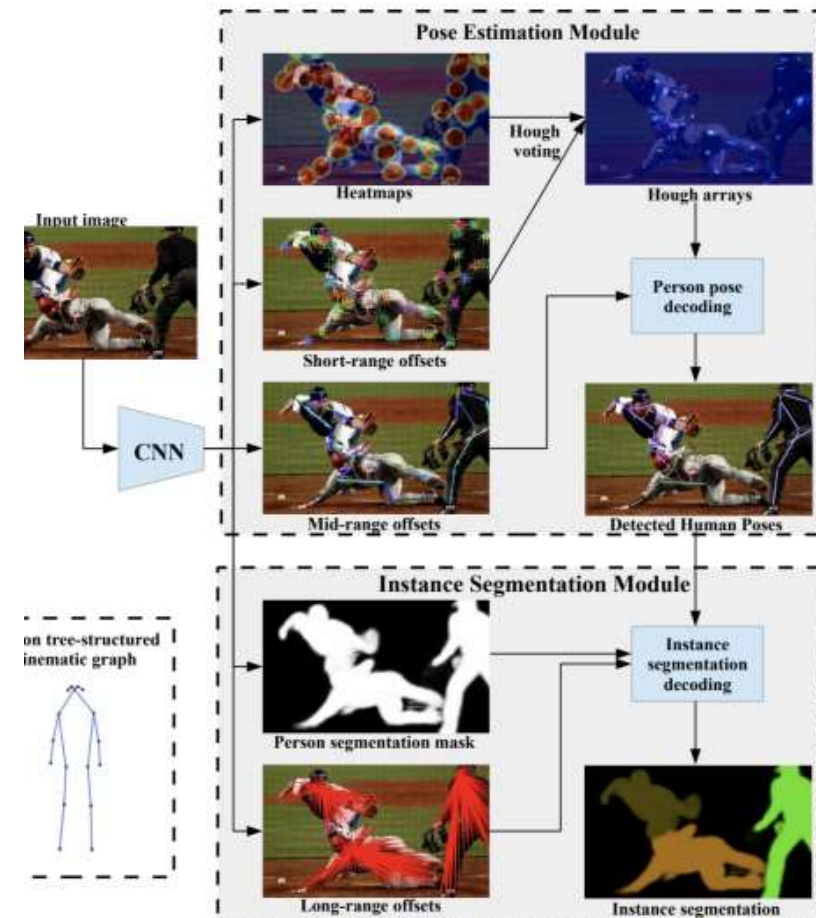 Pose Estimation Module
Hough
voting
Heatmaps
Hough arrays
Input image
Person pose
decoding
Short-range offsets
CNN
Mid-range offsets
Detected Human Poses
Instance Segmentation Module
on tree-structured
inematic graph
Instance
segmentation
decoding
Person segmentation mask
Long-range offsets
Instance segmentation